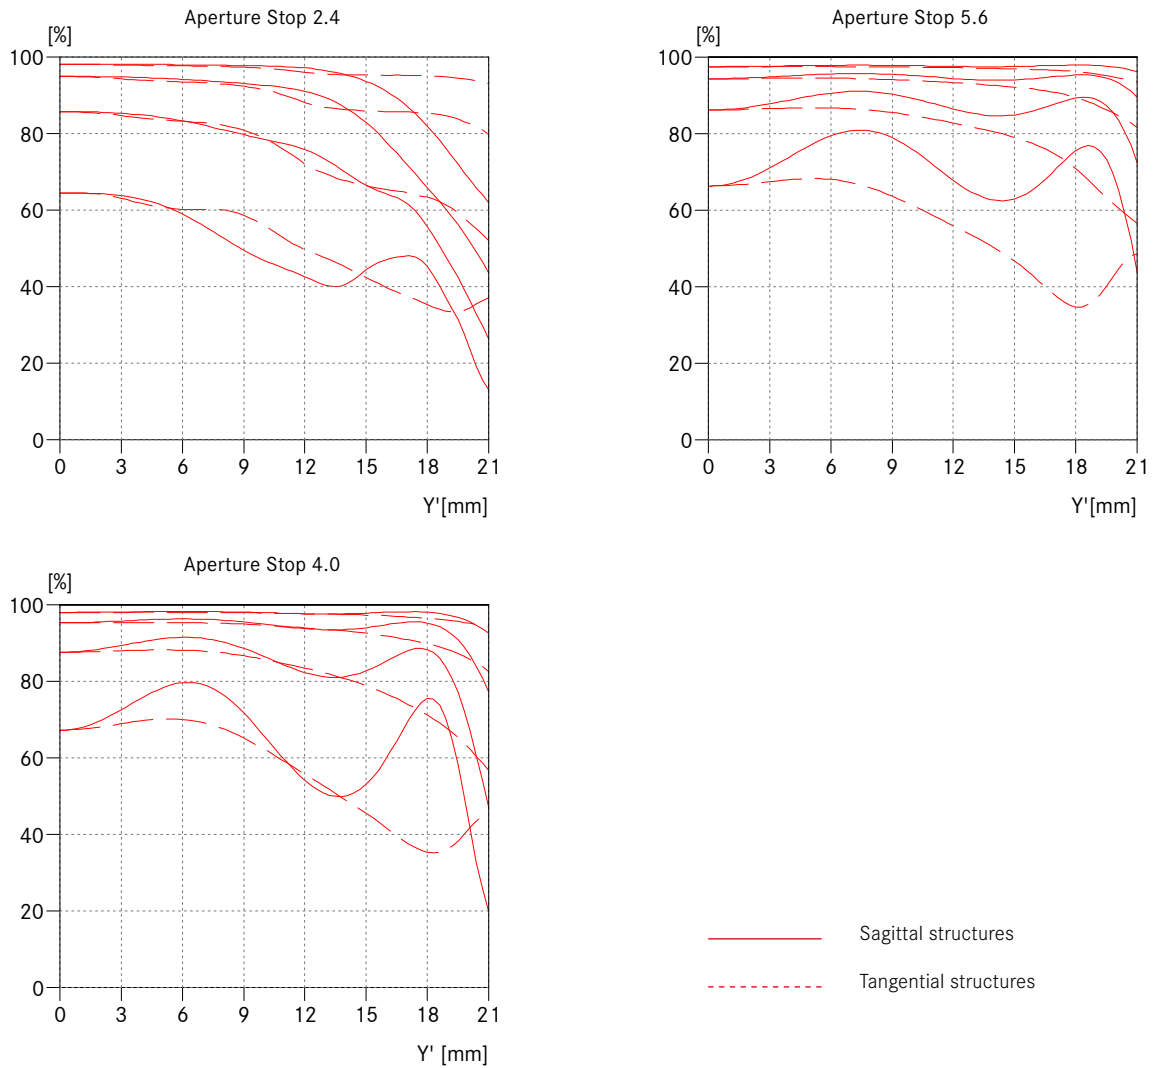 Aperture Stop 2.4
[%]
100
80
60
40
20
0
0 3 6 9 12 15 18 21
Y'[mm]
Aperture Stop 5.6
[%]
100
80
60
40
20
0
0 3 6 9 12 15 18 21
Y'[mm]
Aperture Stop 4.0
[%]
100
80
60
40
20
0
0 3 6 9 12 15 18 21
Y' [mm]
Sagittal structures
Tangential structures